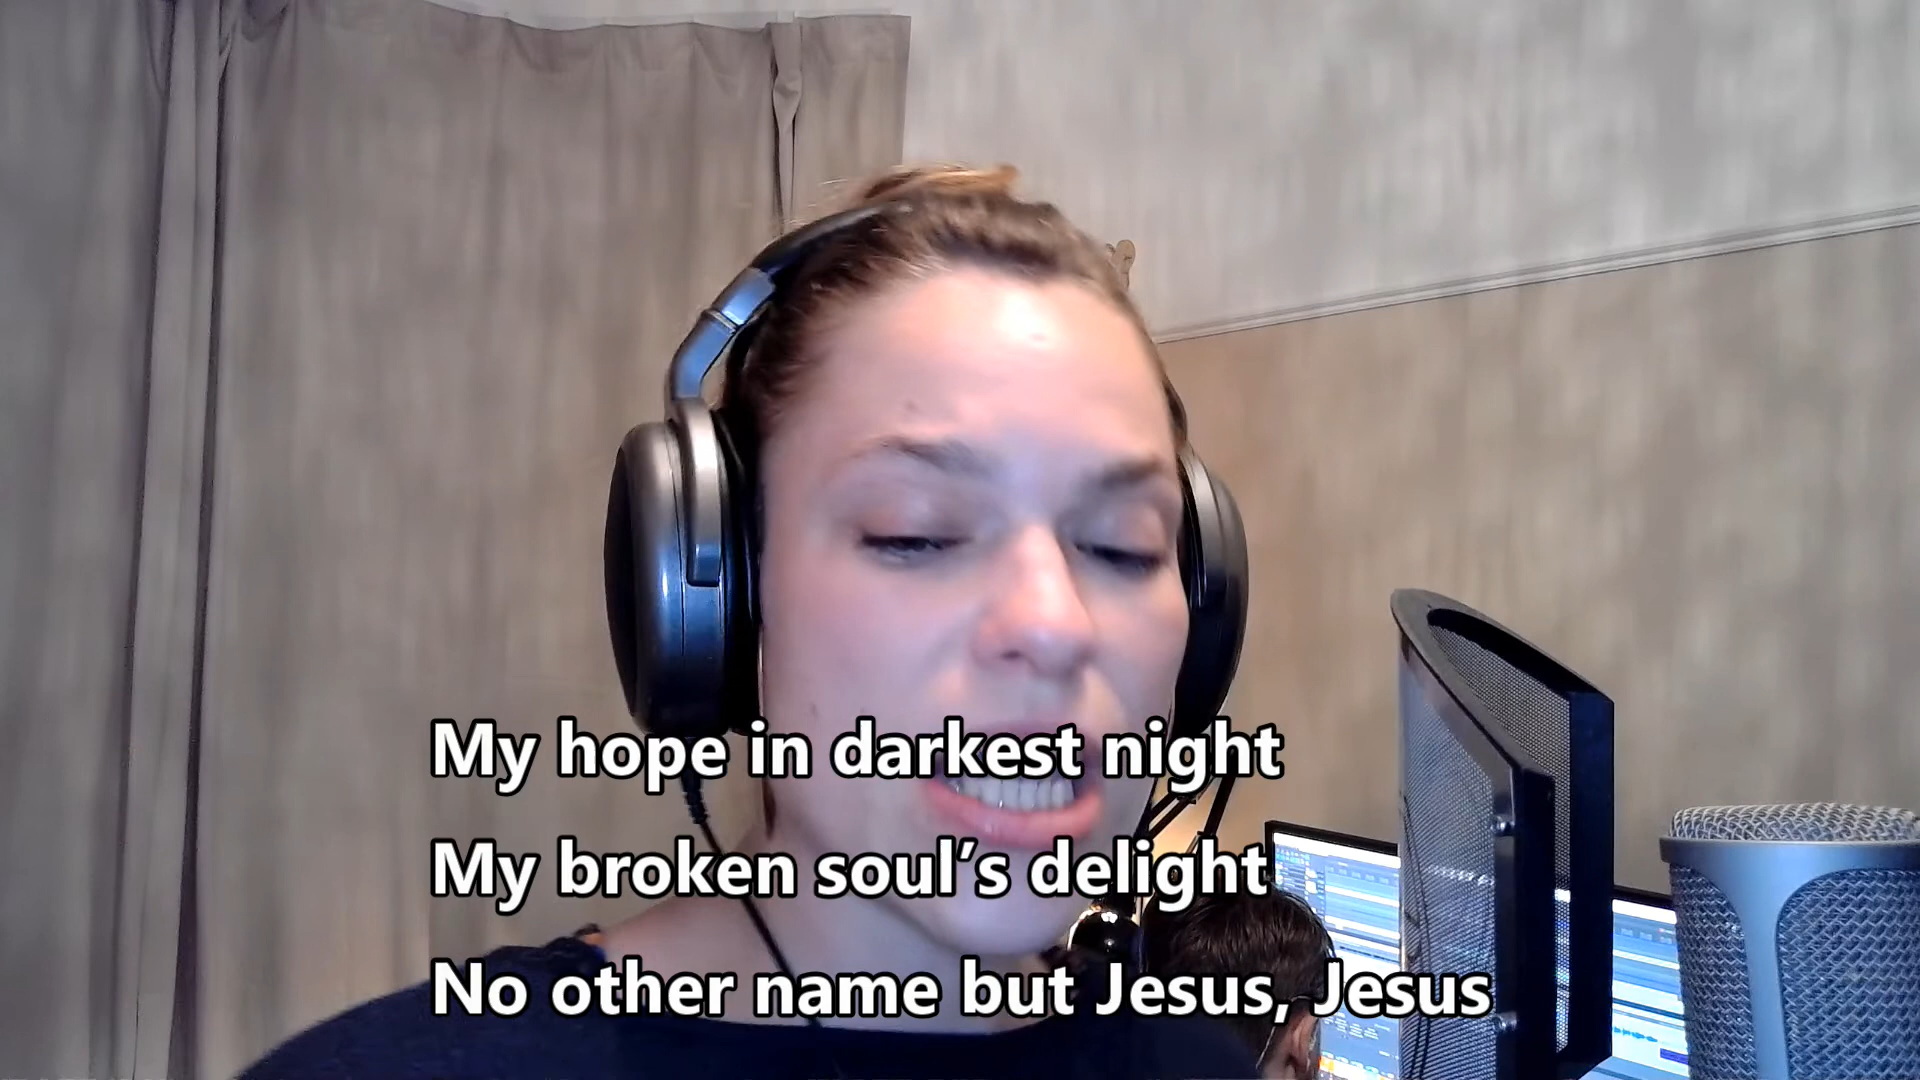 My hope in darkest night
My broken soul’s delight
No other name but Jesus, Jesus